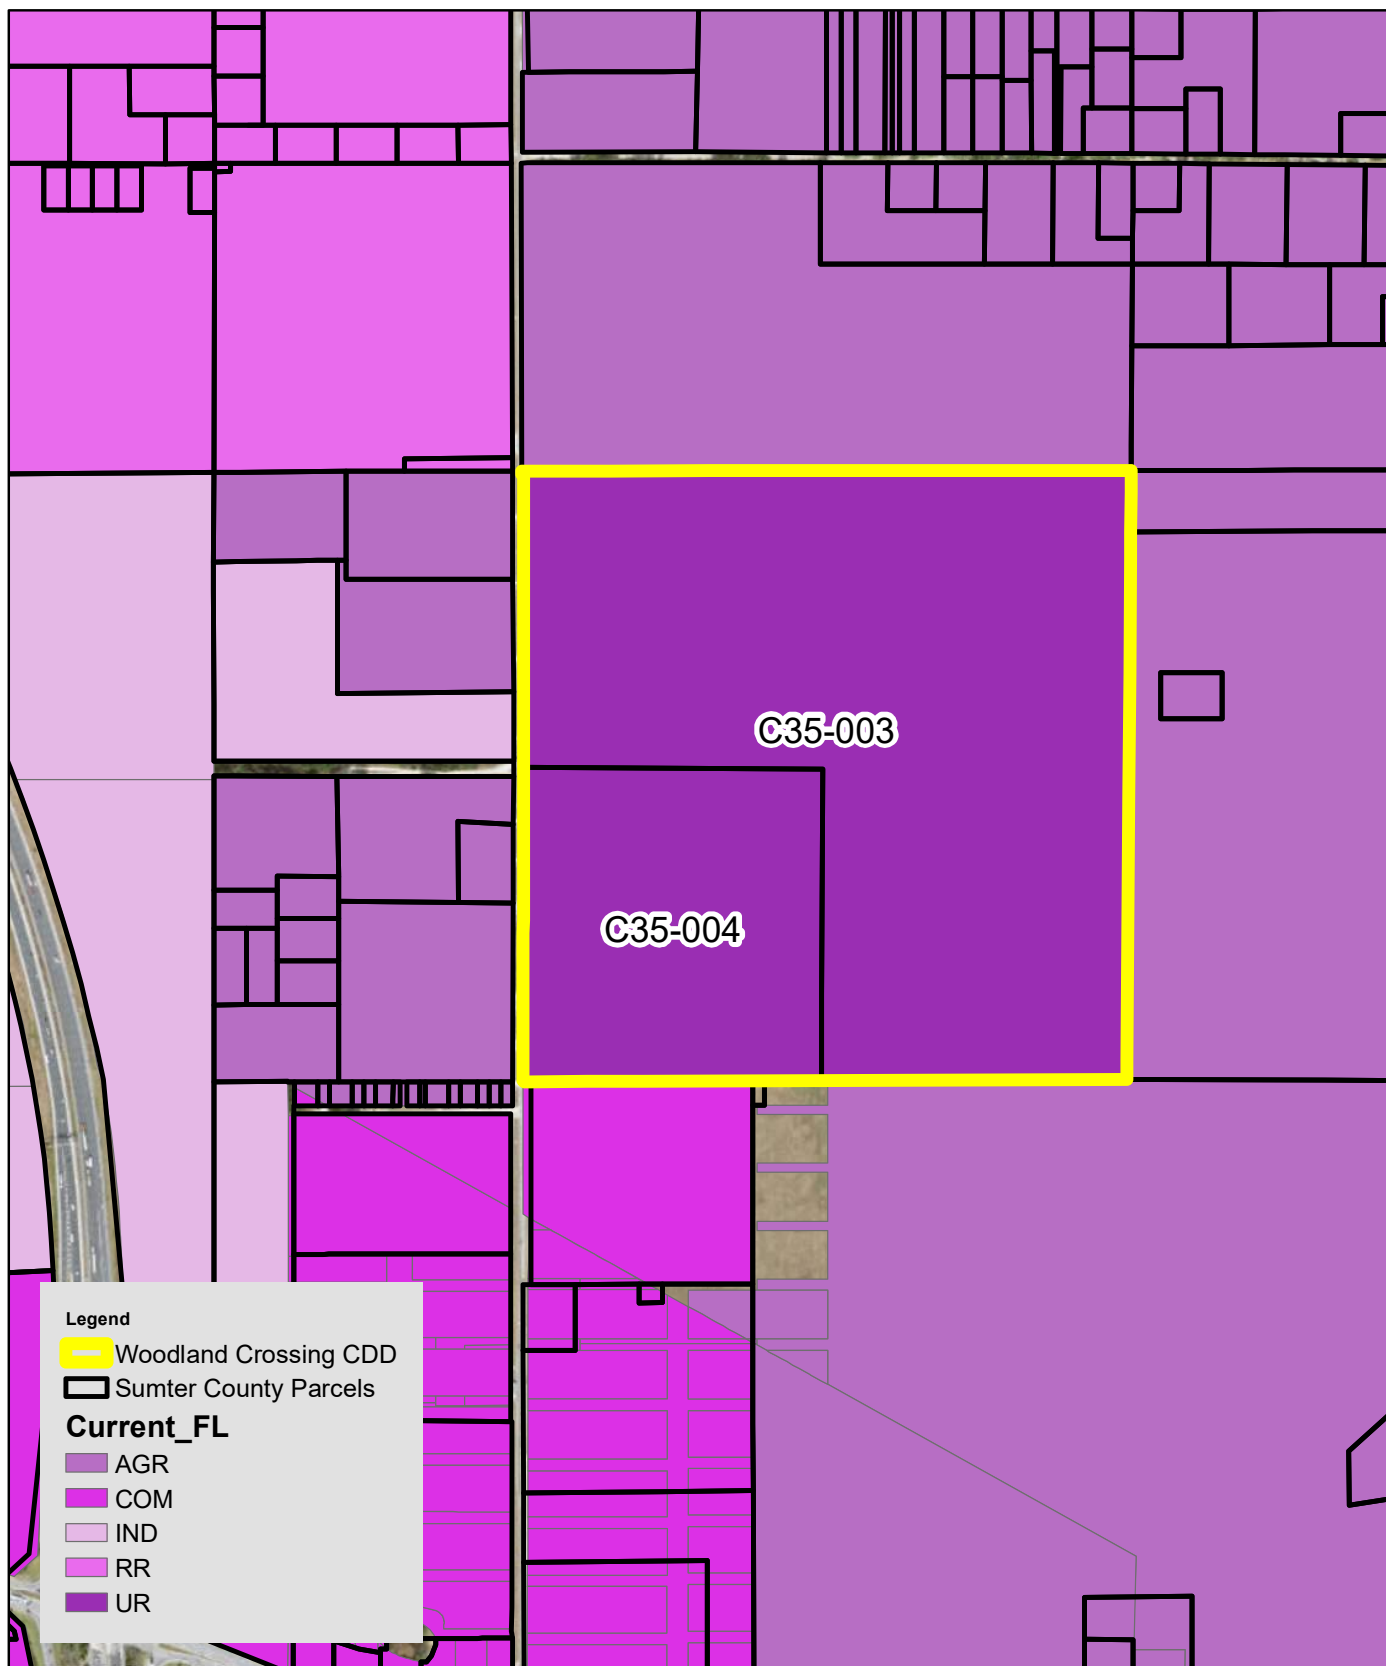 C35-003
C35-004
Legend
Woodland Crossing CDD
Sumter County Parcels
Current_FL
AGR
COM
IND
RR
UR